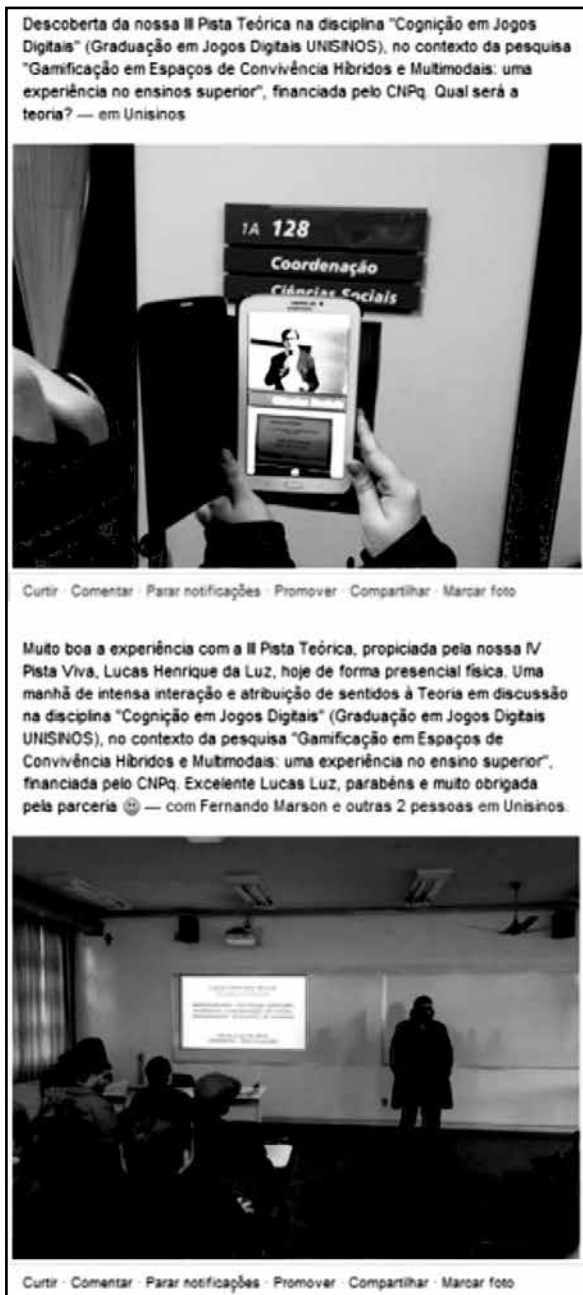 Descoberta da nossa III Pista Teórica na disciplina "Cognição em Jogos
Digitais" (Graduação em Jogos Digitais UNISINOS), no contexto da pesquisa
"Gamificação em Espaços de Convivência Híbridos e Multimodais: uma
experiência no ensinos superior", financiada pelo CNPq. Qual será a
teoria? — em Unisinos
1A 128
Coordenação
Ciências Sociais
Curtir · Comentar · Parar notificações · Promover · Compartilhar · Marcar foto
Muito boa a experiência com a III Pista Teórica, propiciada pela nossa IV
Pista Viva, Lucas Henrique da Luz, hoje de forma presencial física. Uma
manhã de intensa interação e atribuição de sentidos à Teoria em discussão
na disciplina "Cognição em Jogos Digitais" (Graduação em Jogos Digitais
UNISINOS), no contexto da pesquisa "Gamificação em Espaços de
Convivência Híbridos e Multimodais: uma experiência no ensino superior",
financiada pelo CNPq. Excelente Lucas Luz, parabéns e muito obrigada
pela parceria — com Fernando Marson e outras 2 pessoas em Unisinos.
Curtir · Comentar · Parar notificações · Promover · Compartilhar · Marcar foto